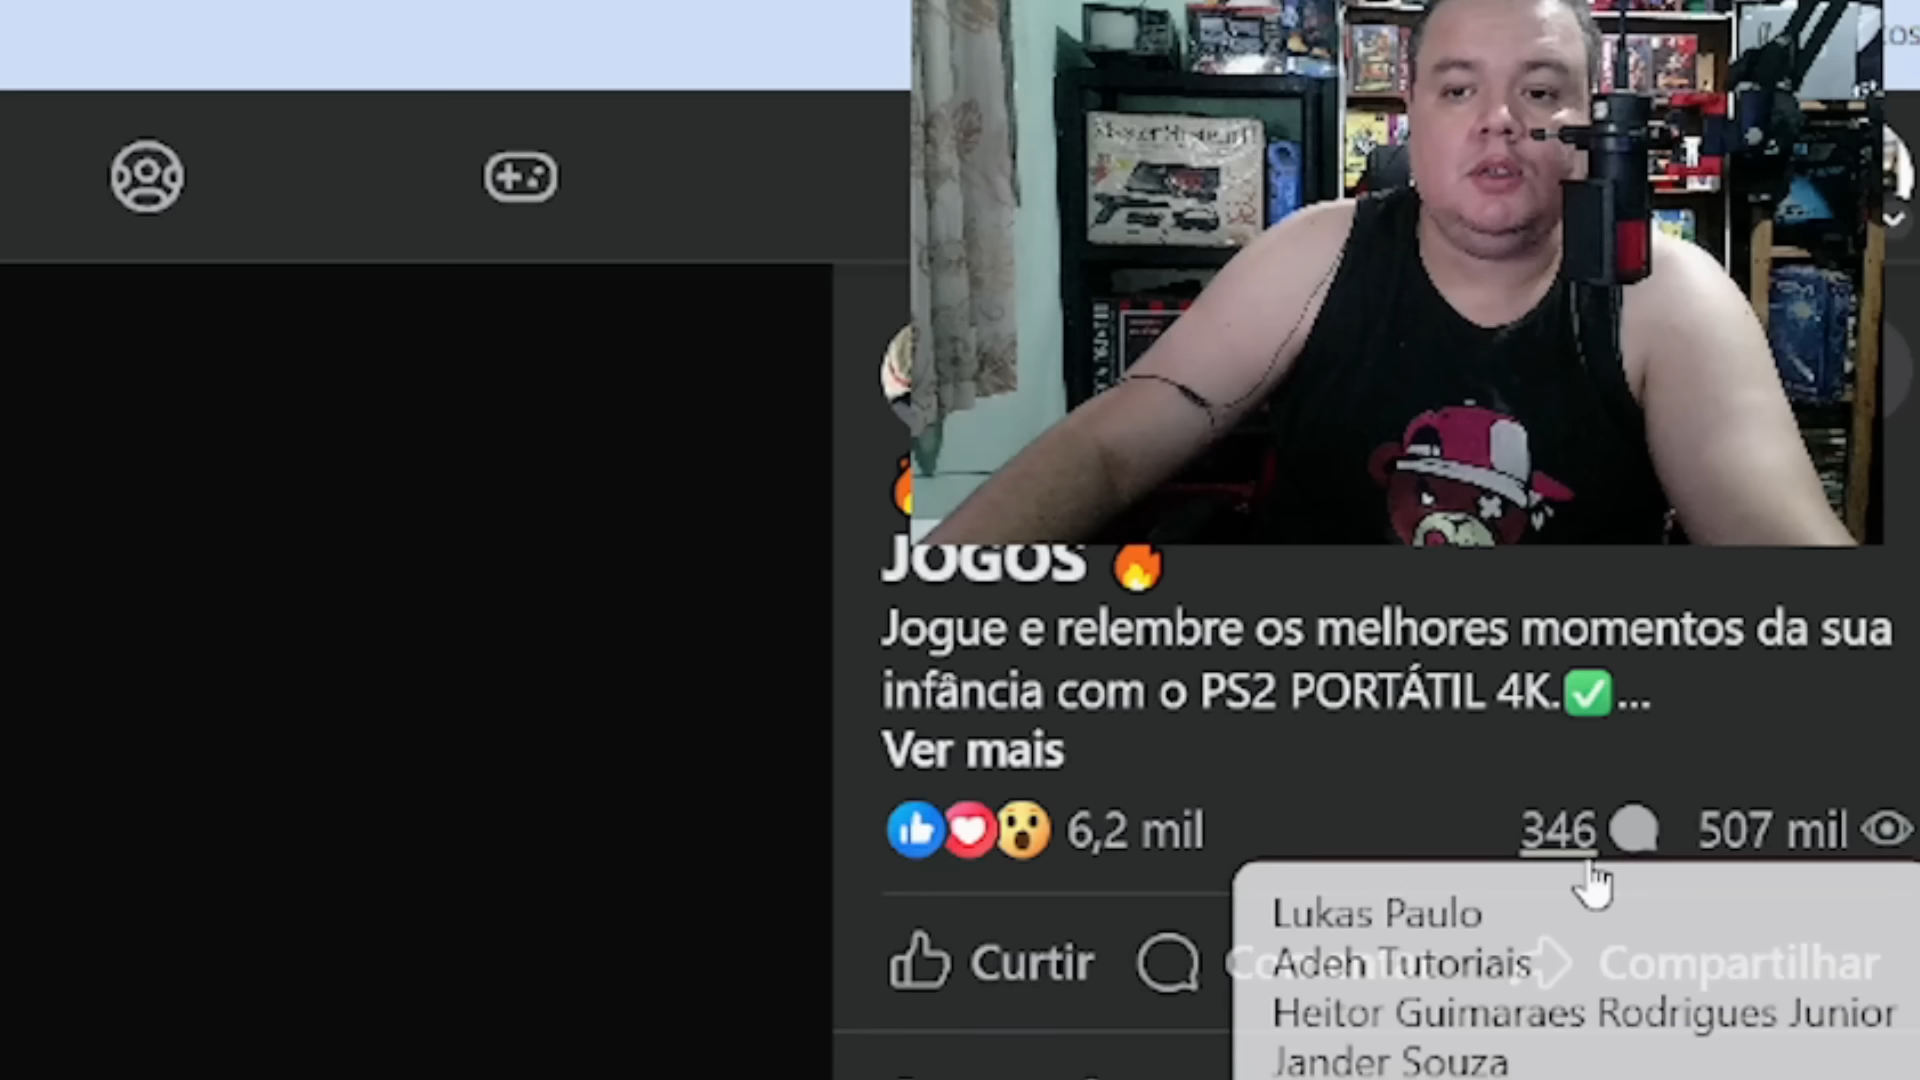 JOGOS 🔥
Jogue e relembre os melhores momentos da sua
infância com o PS2 PORTÁTIL 4K.✅...
Ver mais
6,2 mil
346
507 mil
Curtir
Compartilhar
Lukas Paulo
Adeh Tutoriais
Heitor Guimaraes Rodrigues Junior
Jander Souza